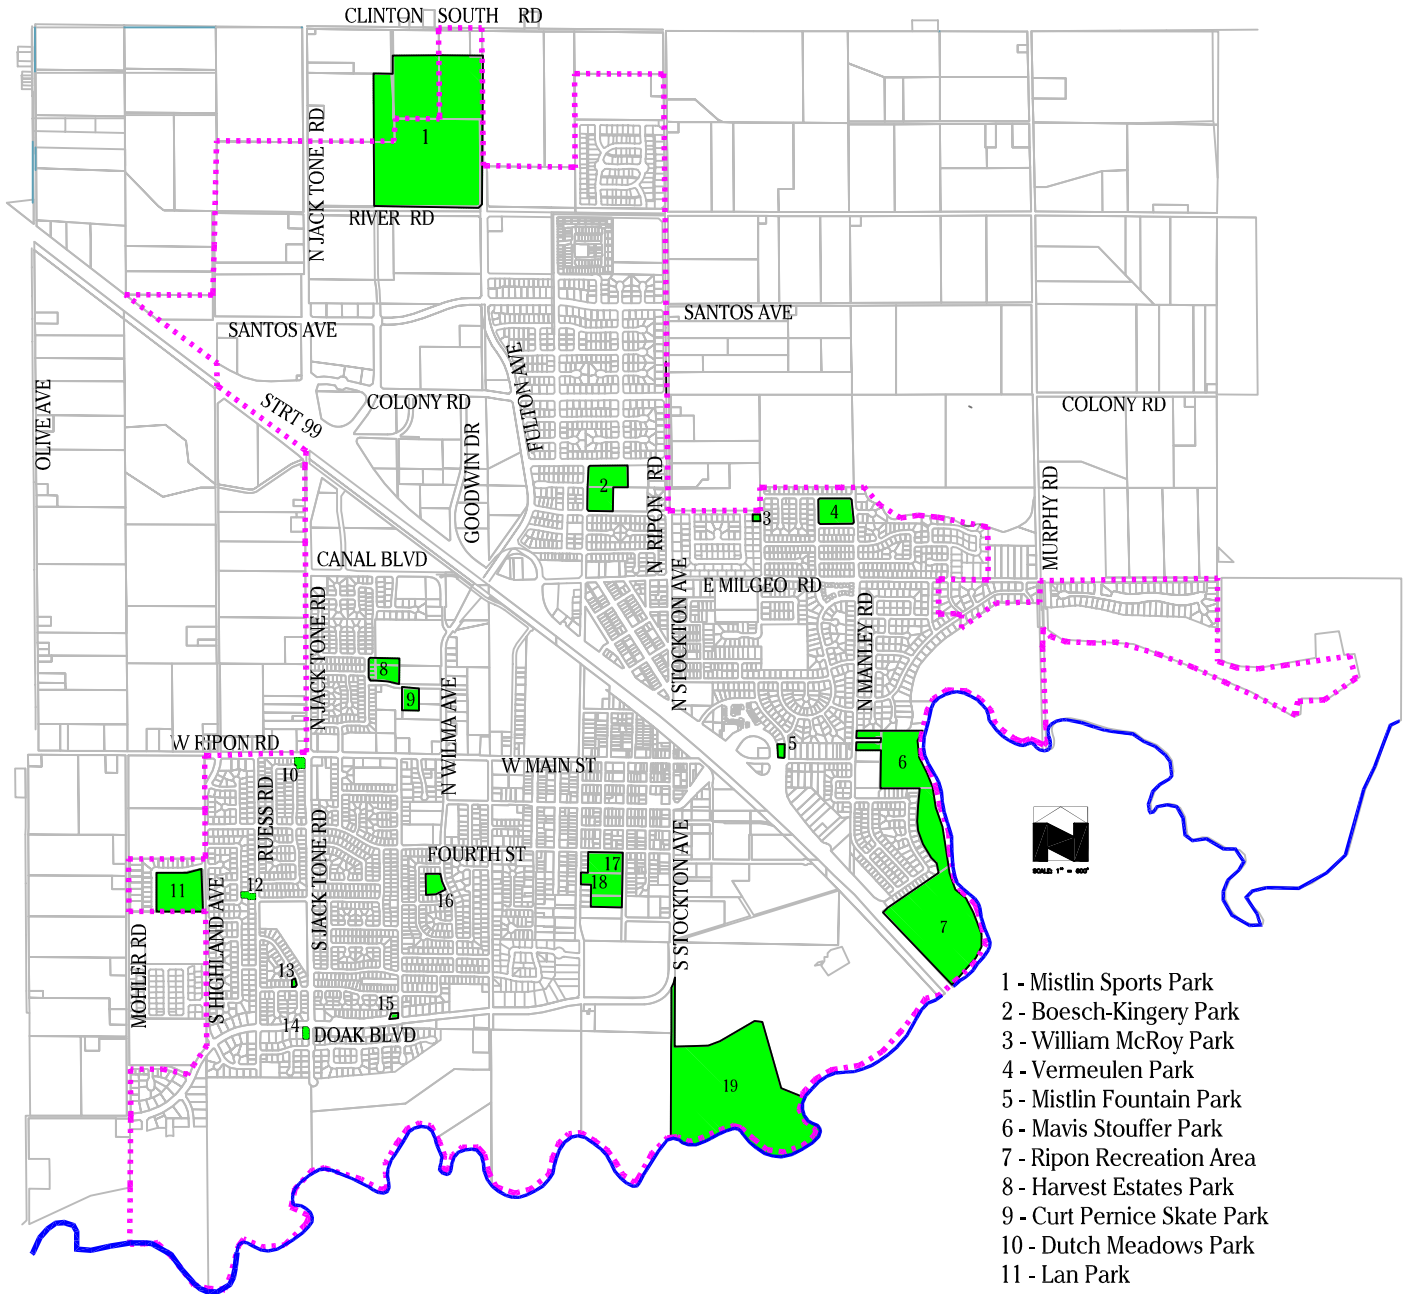 CLINTON SOUTH RD
N JACK TONE RD
1
RIVER RD
SANTOS AVE
SANTOS AVE
OLIVE AVE
STRT 99
COLONY RD
FULTON AVE
COLONY RD
GOODWIN DR
2
N RIPON RD
3
4
MURPHY RD
CANAL BLVD
E MILGEO RD
N JACK TONE RD
N STOCKTON AVE
N MANLEY RD
8
9
N WILMA AVE
W RIPON RD
5
6
W MAIN ST
10
RUESS RD
S JACK TONE RD
S STOCKTON AVE
SCALE: 1" = 600'
FOURTH ST
17
18
11
12
16
7
MOHLER RD
S HIGHLAND AVE
13
15
14
DOAK BLVD
19
1 - Mistlin Sports Park
2 - Boesch-Kingery Park
3 - William McRoy Park
4 - Vermeulen Park
5 - Mistlin Fountain Park
6 - Mavis Stouffer Park
7 - Ripon Recreation Area
8 - Harvest Estates Park
9 - Curt Pernice Skate Park
10 - Dutch Meadows Park
11 - Lan Park